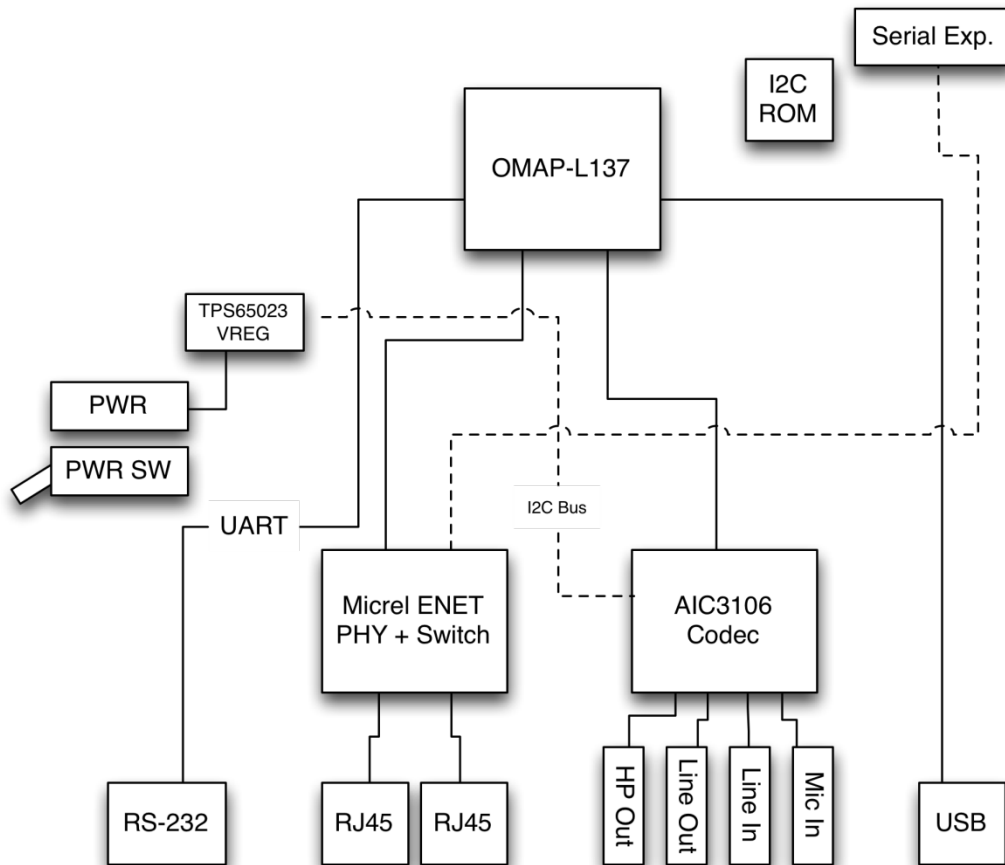 Serial Exp.
I2C
ROM
OMAP-L137
TPS65023
VREG
PWR
PWR SW
UART
I2C Bus
Micrel ENET
PHY + Switch
AIC3106
Codec
HP Out
Line Out
Line In
Mic In
RS-232
RJ45
RJ45
USB